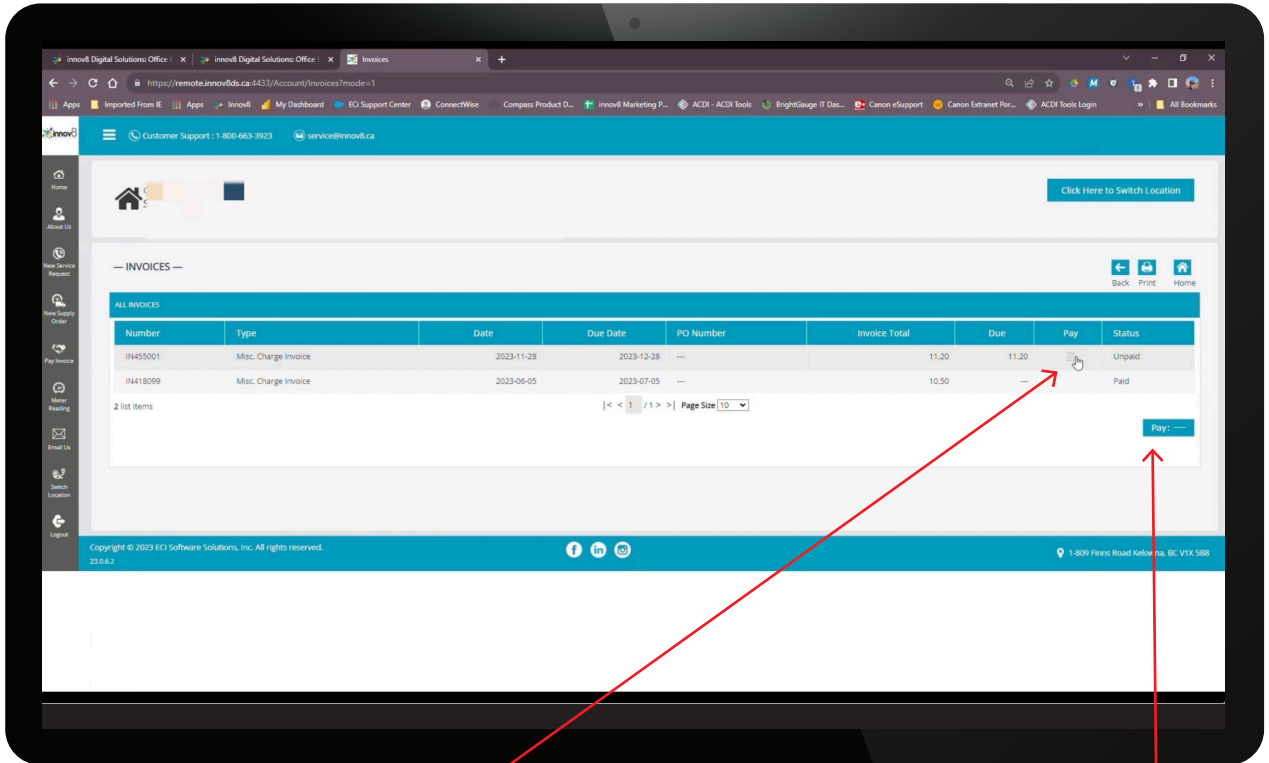 innov8 Digital Solutions: Office
innov8 Digital Solutions: Office
Invoices
https://remote.innov8ds.ca:4433/Account/Invoices?mode=1
Apps
Imported From IE
Apps
Innov8
My Dashboard
ECi Support Center
ConnectWise
Compass Product D...
innov8 Marketing P...
ACDI - ACDI Tools
BrightGauge IT Das...
Canon eSupport
Canon Extranet Por...
ACDI Tools Login
»
All Bookmarks
innov8
Customer Support : 1-800-663-3923
service@innov8.ca
Home
About Us
New Service
Request
New Supply
Order
Pay Invoice
Meter
Reading
Email Us
Switch
Location
Logout
Click Here to Switch Location
— INVOICES —
Back Print Home
ALL INVOICES
Number Type Date Due Date PO Number Invoice Total Due Pay Status
IN455001 Misc. Charge Invoice 2023-11-28 2023-12-28 --- 11.20 11.20 Unpaid
IN418099 Misc. Charge Invoice 2023-06-05 2023-07-05 --- 10.50 --- Paid
2 list items |< < 1 / 1 > >| Page Size 10
Pay: ---
Copyright © 2023 ECI Software Solutions, Inc. All rights reserved.
23.0.6.2
1-809 Finns Road Kelowna, BC V1X 5B8